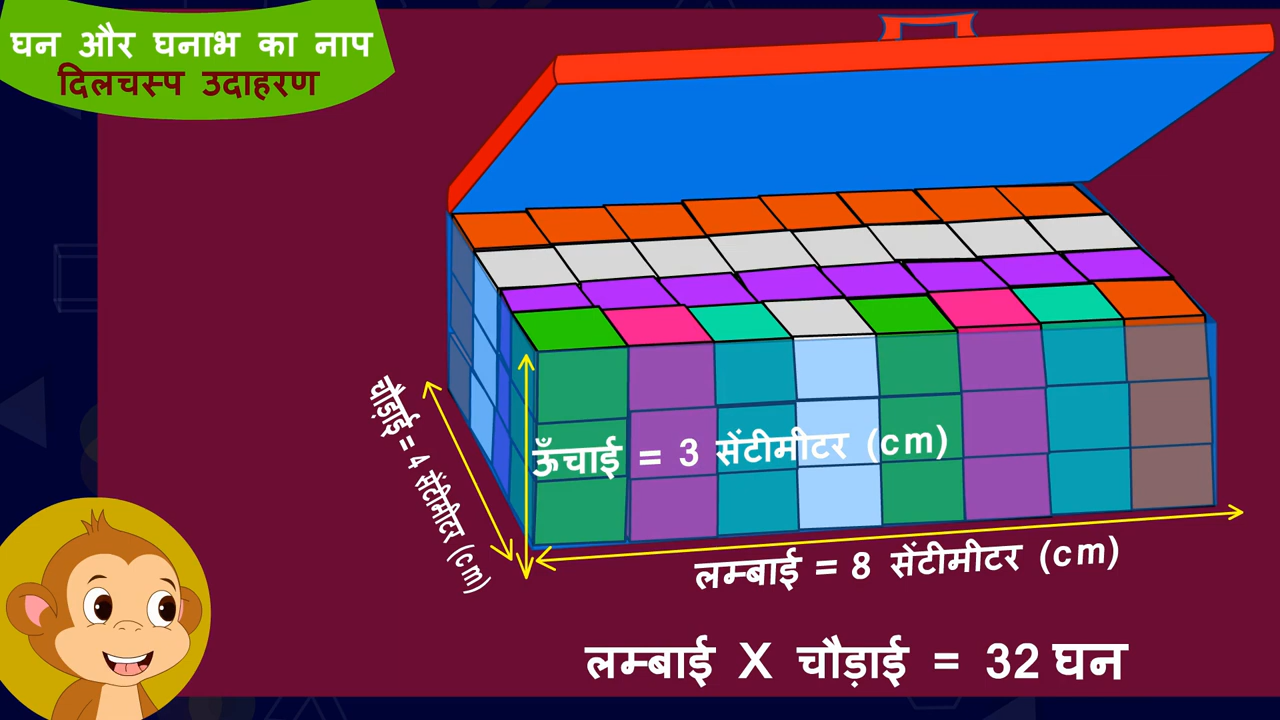 घन और घनाभ का नाप
दिलचस्प उदाहरण
चौड़ाई = 4 सेंटीमीटर (cm)
ऊँचाई = 3 सेंटीमीटर (cm)
लम्बाई = 8 सेंटीमीटर (cm)
लम्बाई X चौड़ाई = 32 घन